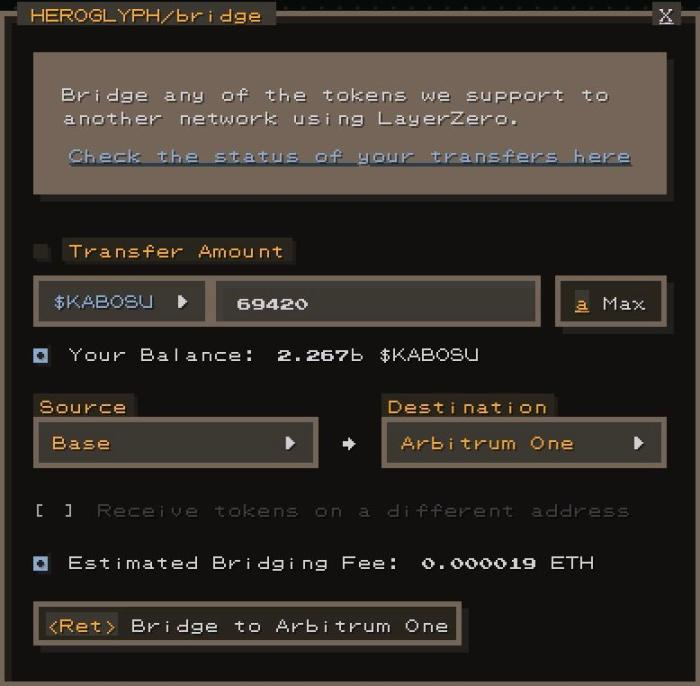 HEROGLYPH/bridge X
Bridge any of the tokens we support to
another network using LayerZero.
Check the status of your transfers here
Transfer Amount
$KABOSU 69420 a Max
Your Balance: 2.267b $KABOSU
Source Destination
Base Arbitrum One
[ ] Receive tokens on a different address
Estimated Bridging Fee: 0.000019 ETH
<Ret> Bridge to Arbitrum One